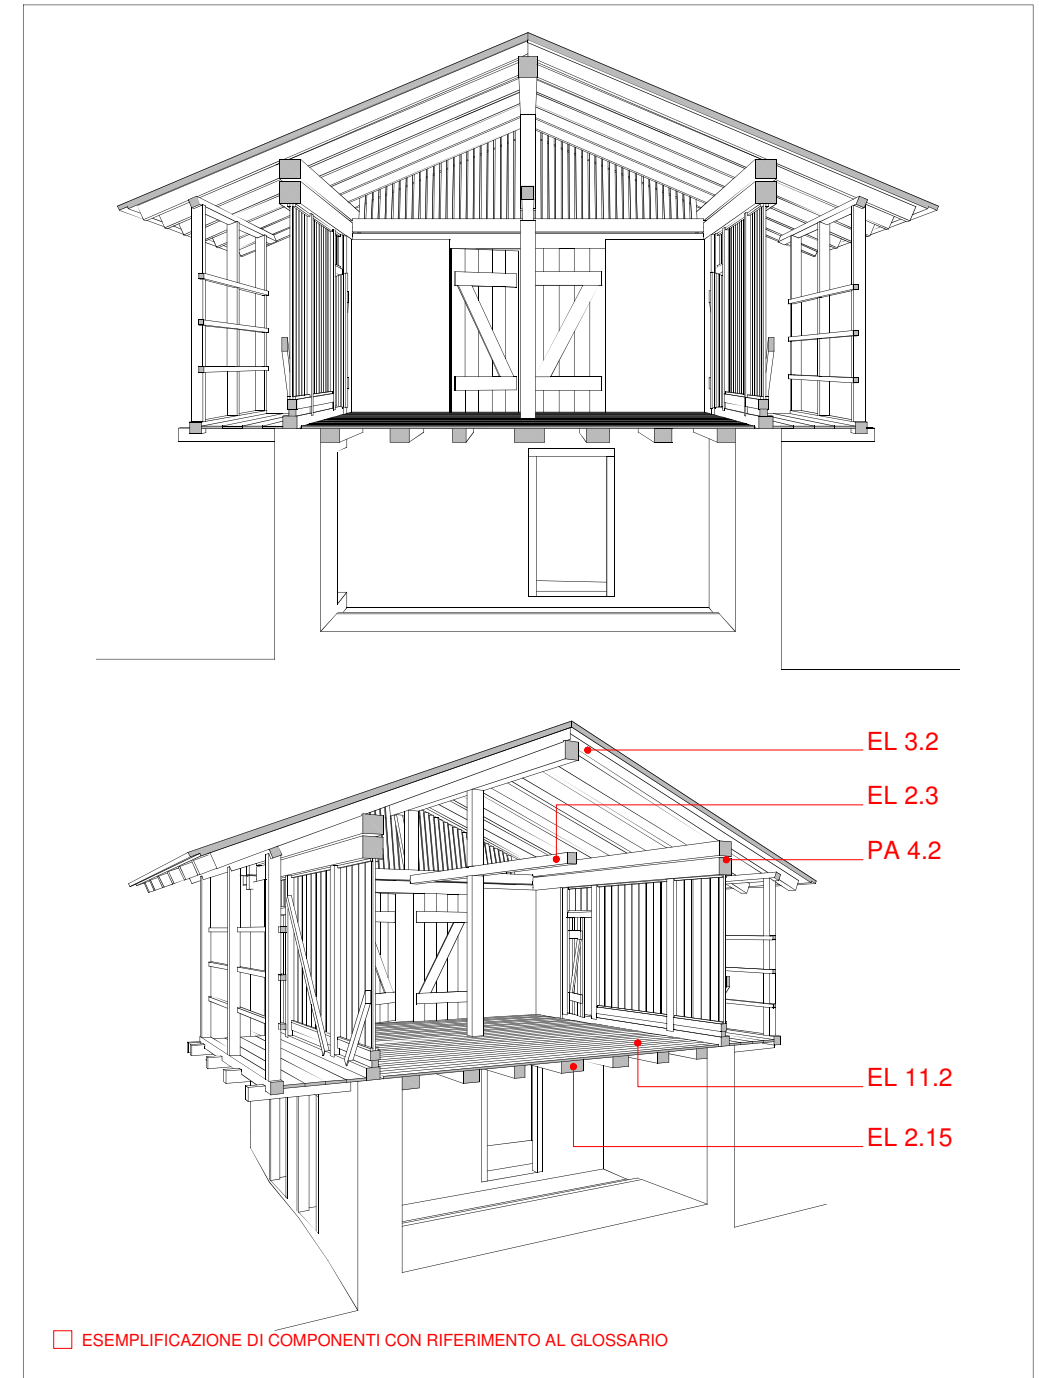 EL 3.2
EL 2.3
PA 4.2
EL 11.2
EL 2.15
ESEMPLIFICAZIONE DI COMPONENTI CON RIFERIMENTO AL GLOSSARIO